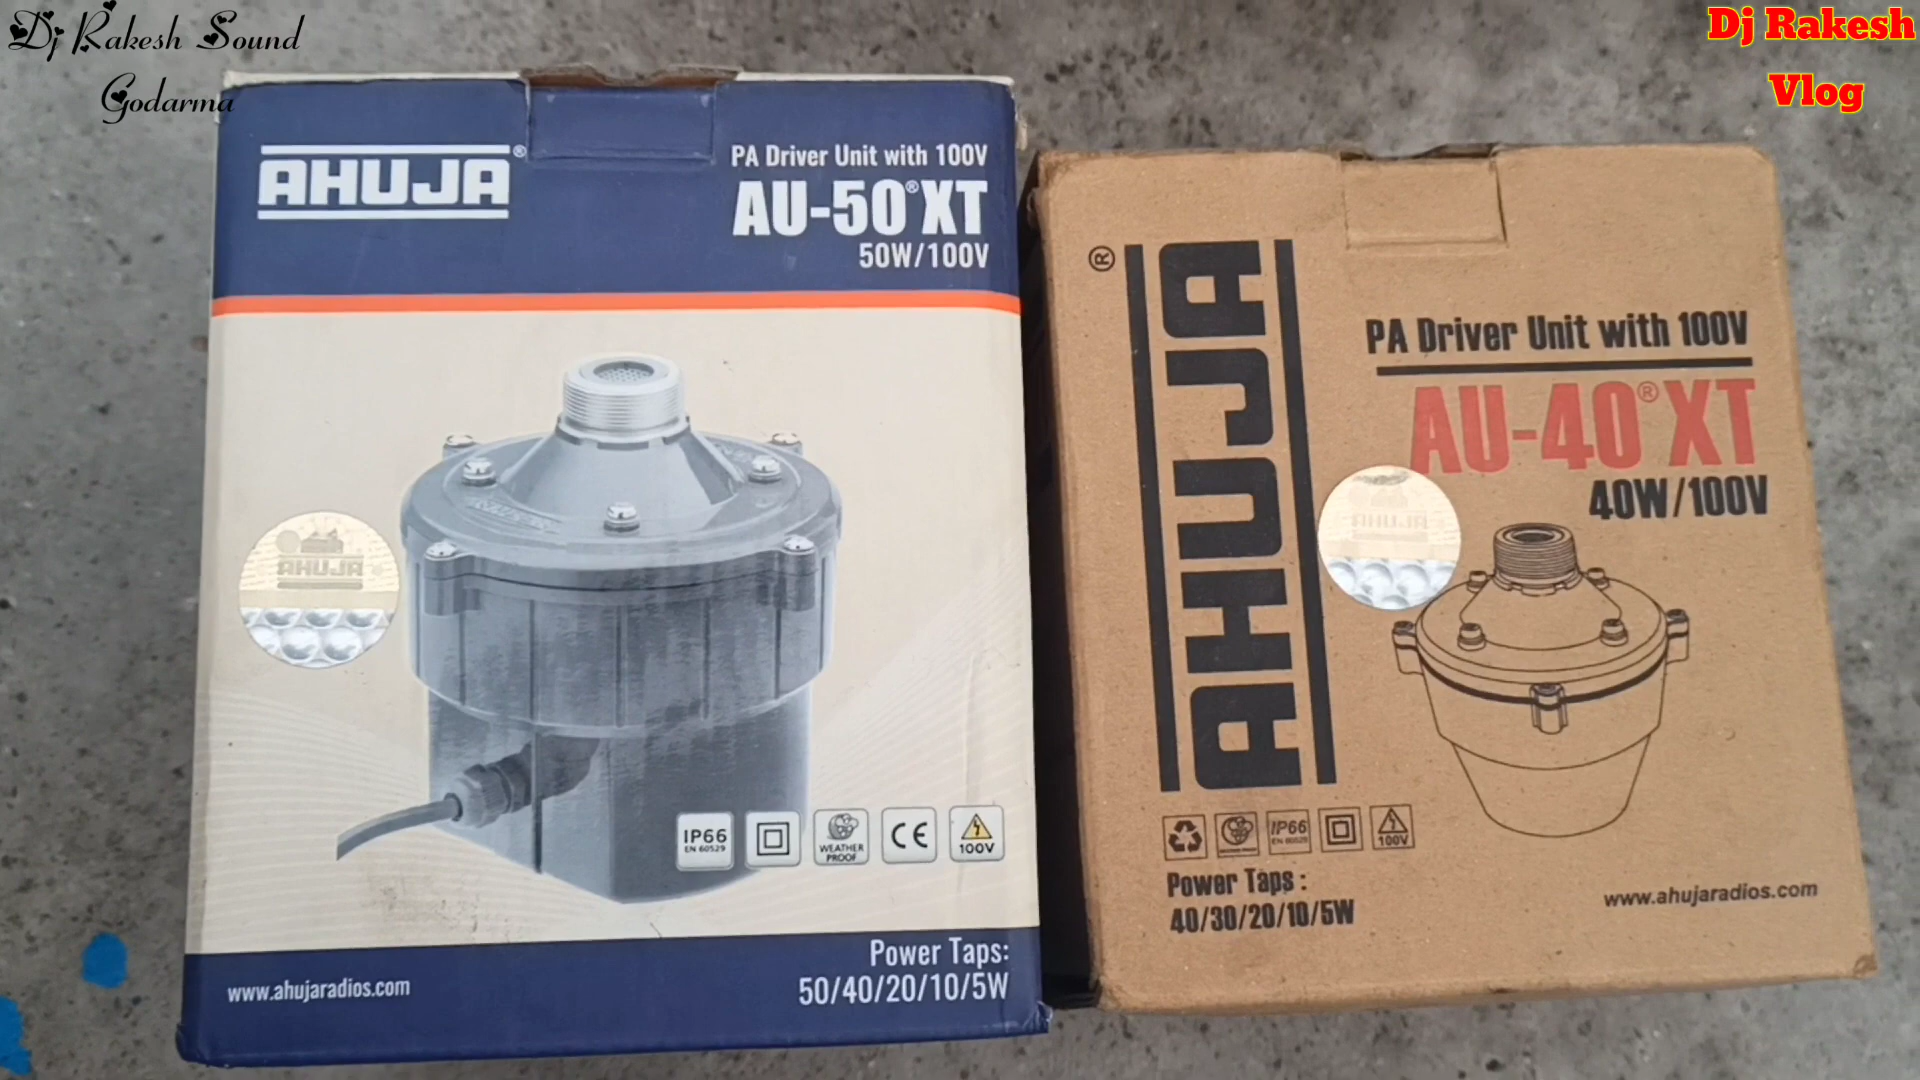 Dj Rakesh Sound
Godarma
Dj Rakesh
Vlog
AHUJA®
PA Driver Unit with 100V
AU-50®XT
50W/100V
AHUJA
IP66
EN 60529
WEATHER
PROOF
CE
100V
Power Taps:
50/40/20/10/5W
www.ahujaradios.com
AHUJA®
PA Driver Unit with 100V
AU-40®XT
40W/100V
AHUJA
IP66
EN 60529
100V
Power Taps :
40/30/20/10/5W
www.ahujaradios.com